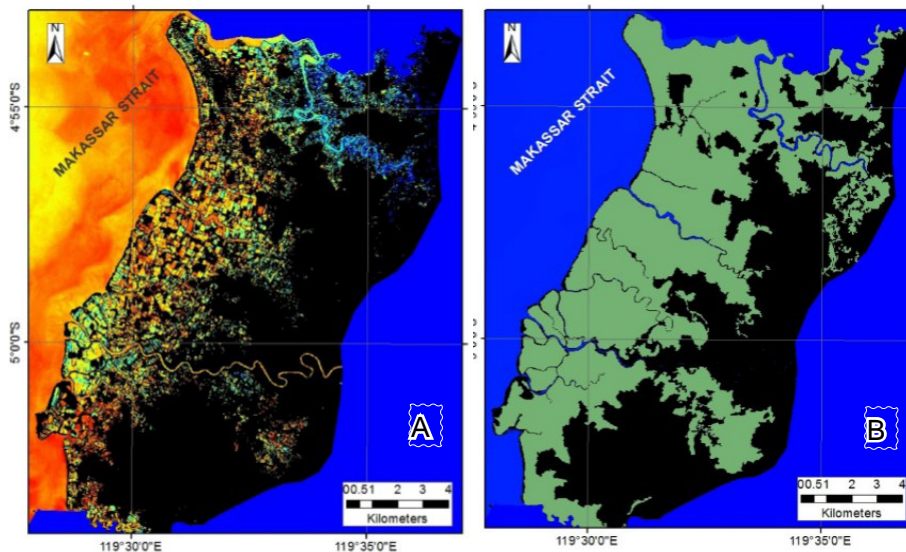 N
MAKASSAR STRAIT
4°55'0"S
5°0'0"S
A
00.51 2 3 4
Kilometers
119°30'0"E 119°35'0"E
N
MAKASSAR STRAIT
B
00.51 2 3 4
Kilometers
119°30'0"E 119°35'0"E